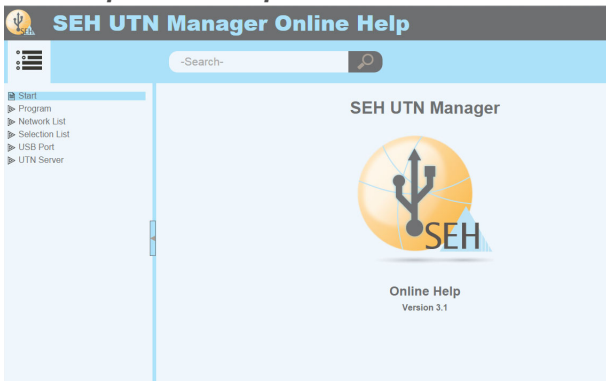 SEH UTN Manager Online Help
-Search-
Start
Program
Network List
Selection List
USB Port
UTN Server
SEH UTN Manager
SEH
Online Help
Version 3.1